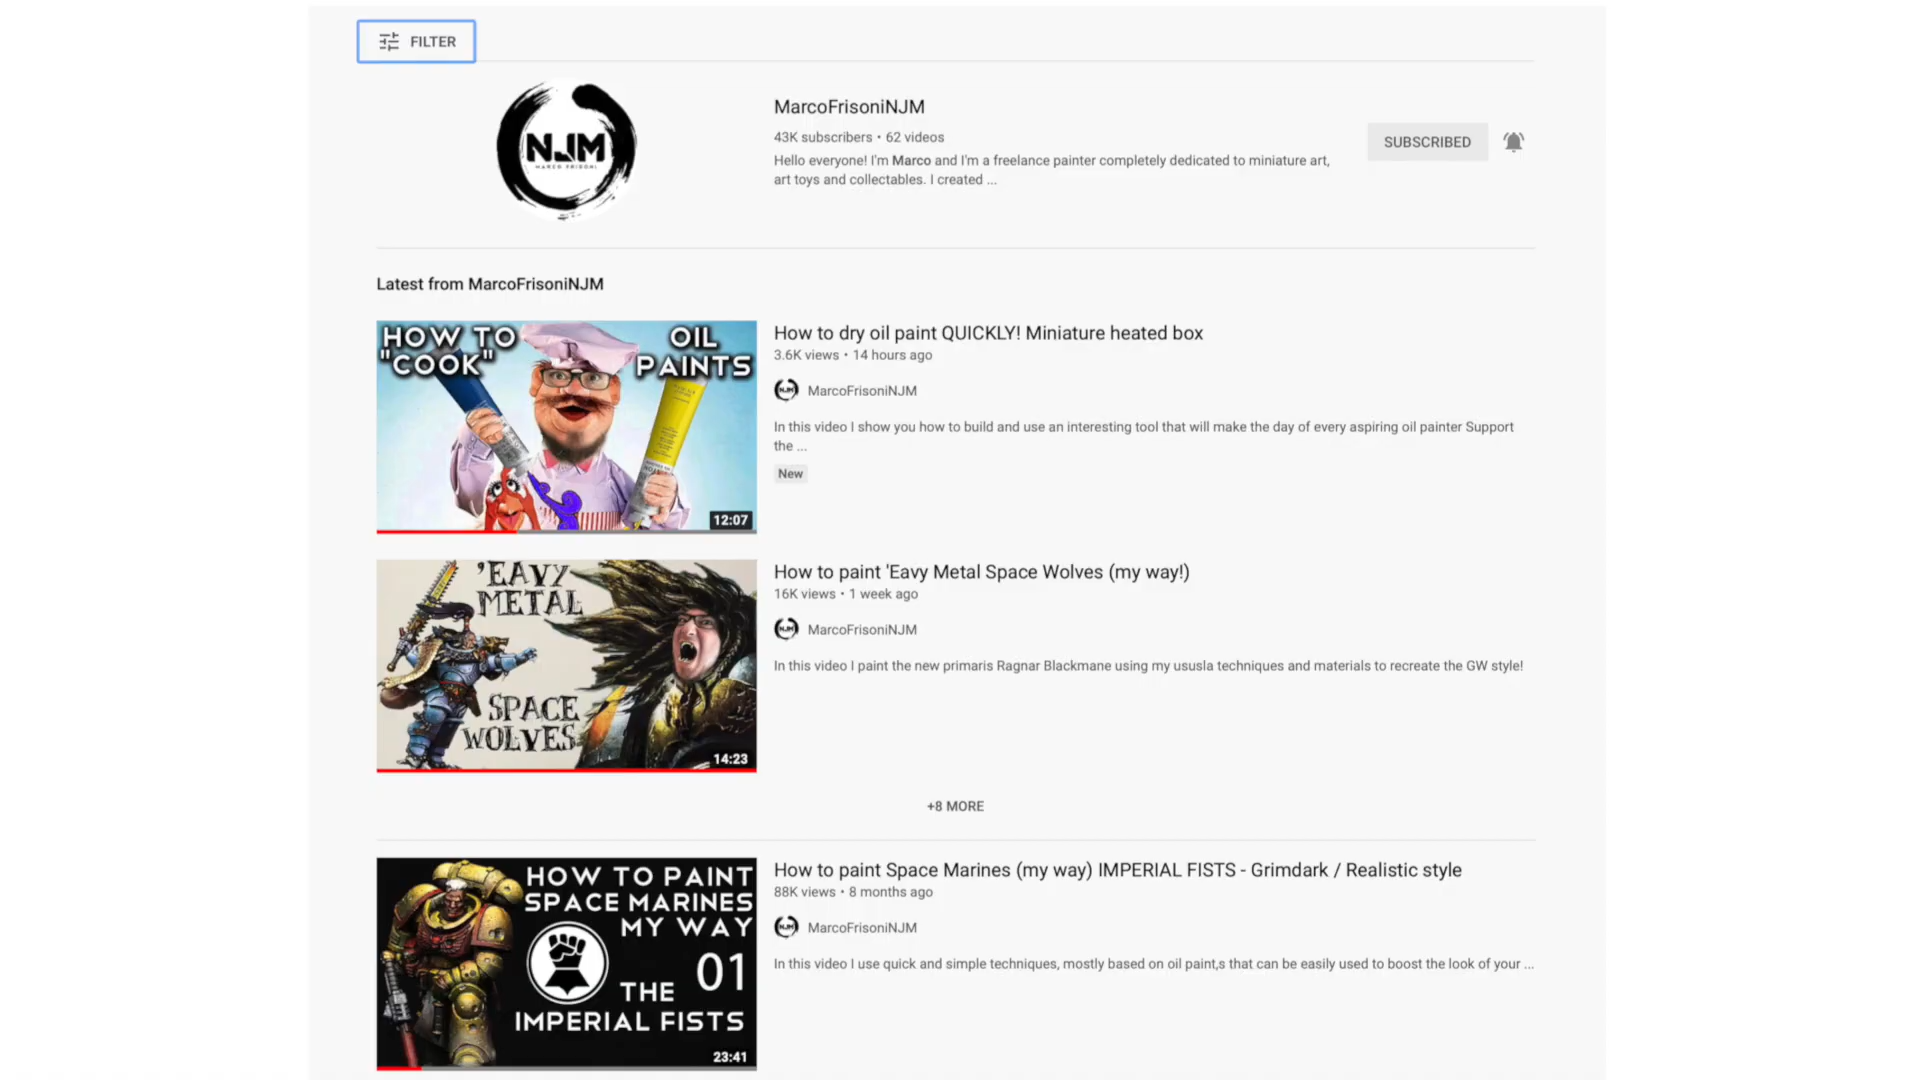 FILTER
NJM
MARCO FRISONI
MarcoFrisoniNJM
43K subscribers • 62 videos
Hello everyone! I'm Marco and I'm a freelance painter completely dedicated to miniature art,
art toys and collectables. I created ...
SUBSCRIBED
Latest from MarcoFrisoniNJM
HOW TO
"COOK"
OIL
PAINTS
12:07
How to dry oil paint QUICKLY! Miniature heated box
3.6K views • 14 hours ago
MarcoFrisoniNJM
In this video I show you how to build and use an interesting tool that will make the day of every aspiring oil painter Support
the ...
New
'EAVY
METAL
SPACE
WOLVES
14:23
How to paint 'Eavy Metal Space Wolves (my way!)
16K views • 1 week ago
MarcoFrisoniNJM
In this video I paint the new primaris Ragnar Blackmane using my ususla techniques and materials to recreate the GW style!
+8 MORE
HOW TO PAINT
SPACE MARINES
MY WAY
01
THE
IMPERIAL FISTS
23:41
How to paint Space Marines (my way) IMPERIAL FISTS - Grimdark / Realistic style
88K views • 8 months ago
MarcoFrisoniNJM
In this video I use quick and simple techniques, mostly based on oil paint,s that can be easily used to boost the look of your ...